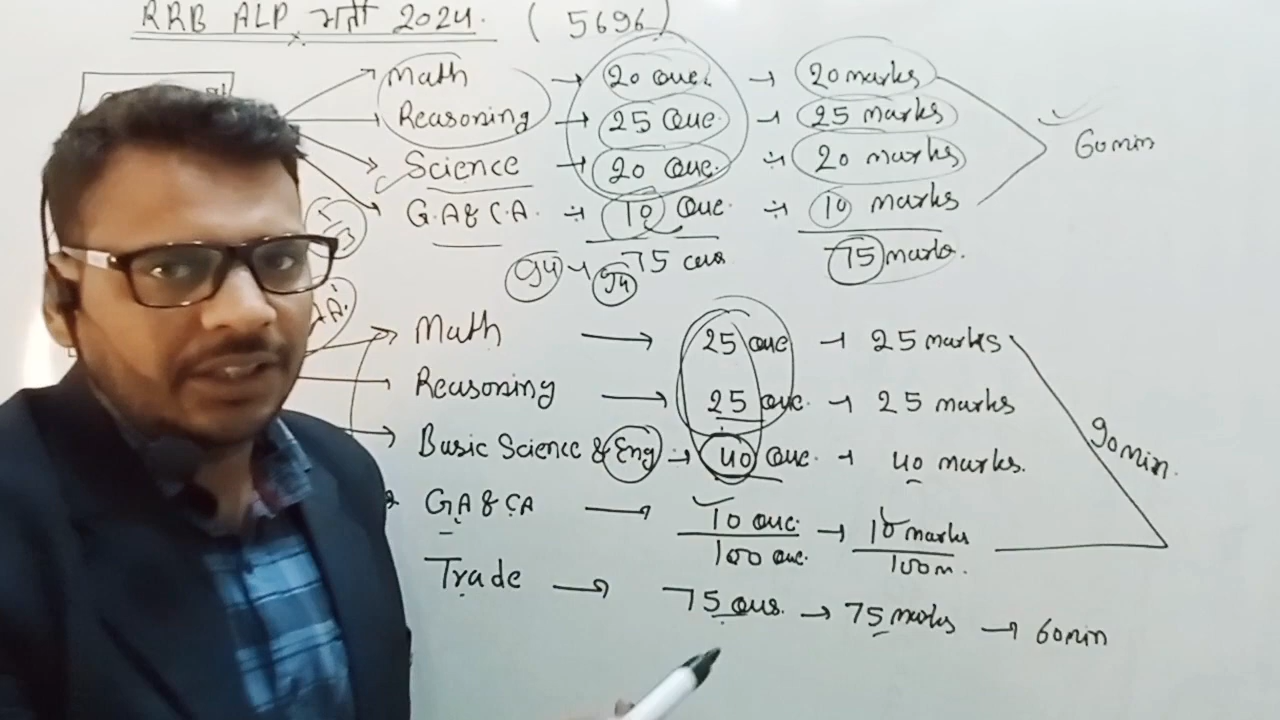 RRB ALP भर्ती 2024. ( 5696 )
Math → 20 que. → 20 marks
Reasoning → 25 que. → 25 marks
Science → 20 que. ÷ 20 marks
60 min
G.A & C.A. ÷ 10 que. ÷ 10 marks
75 que 75 marks.
Math → 25 que → 25 marks
Reasoning → 25 que. → 25 marks
90 min.
Basic Science & Eng → 40 que. → 40 marks.
GA & CA → 10 que. → 10 marks
100 que. 100 m.
Trade → 75 que. → 75 marks → 60 min